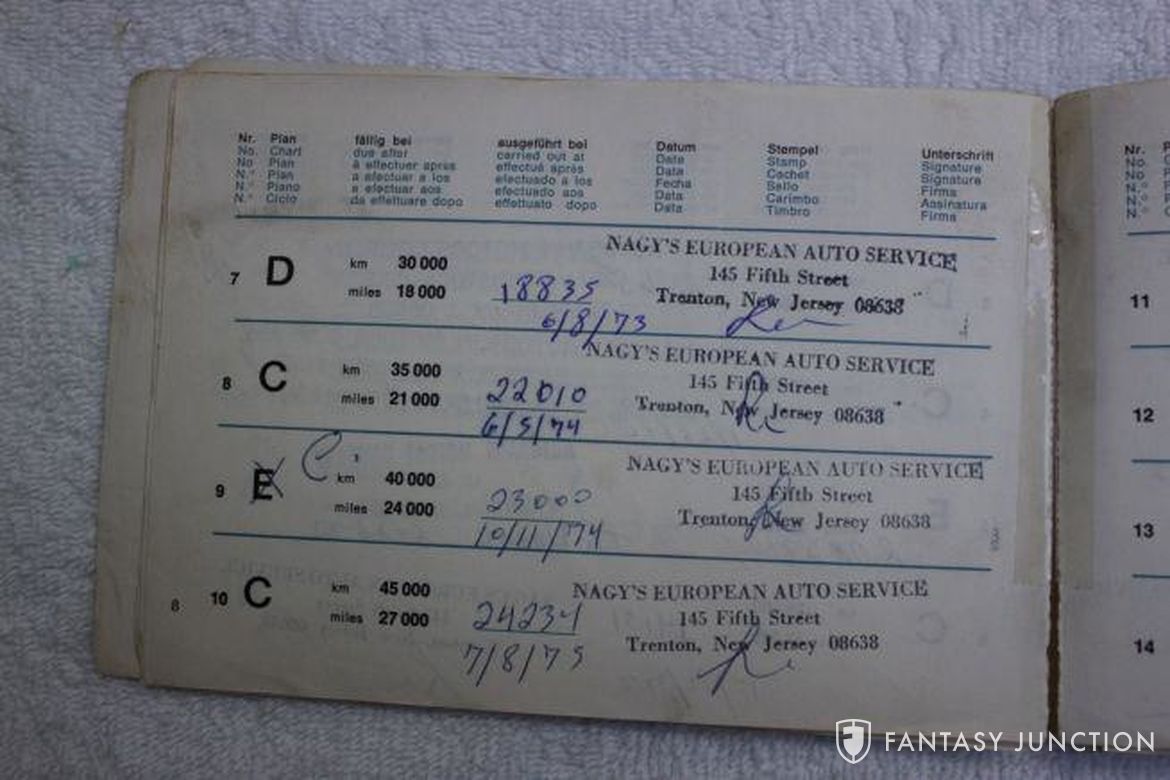 Nr. Plan fällig bei ausgeführt bei Datum Stempel Unterschrift
No. Chart due after carried out at Date Stamp Signature
No Plan à effectuer après effectué après Data Cachet Signature
N.° Plan a efectuar a los efectuado a los Fecha Sello Firma
N.° Piano a efectuar aos efectuado aos Data Carimbo Assinatura
N.° Ciclo da effettuare dopo effettuato dopo Data Timbro Firma
7 D km 30 000
miles 18 000
18835
6/8/73
NAGY'S EUROPEAN AUTO SERVICE
145 Fifth Street
Trenton, New Jersey 08638
8 C km 35 000
miles 21 000
22010
6/5/74
NAGY'S EUROPEAN AUTO SERVICE
145 Fifth Street
Trenton, New Jersey 08638
9 E C km 40 000
miles 24 000
23000
10/11/74
NAGY'S EUROPEAN AUTO SERVICE
145 Fifth Street
Trenton, New Jersey 08638
8 10 C km 45 000
miles 27 000
24234
7/8/75
NAGY'S EUROPEAN AUTO SERVICE
145 Fifth Street
Trenton, New Jersey 08638
Nr.
No.
No
N.°
N.°
N.
11
12
13
14
FANTASY JUNCTION